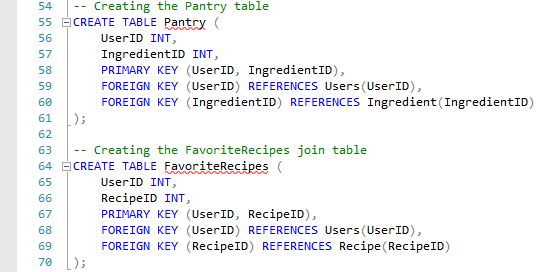 54 -- Creating the Pantry table
55 CREATE TABLE Pantry (
56 UserID INT,
57 IngredientID INT,
58 PRIMARY KEY (UserID, IngredientID),
59 FOREIGN KEY (UserID) REFERENCES Users(UserID),
60 FOREIGN KEY (IngredientID) REFERENCES Ingredient(IngredientID)
61 );
62
63 -- Creating the FavoriteRecipes join table
64 CREATE TABLE FavoriteRecipes (
65 UserID INT,
66 RecipeID INT,
67 PRIMARY KEY (UserID, RecipeID),
68 FOREIGN KEY (UserID) REFERENCES Users(UserID),
69 FOREIGN KEY (RecipeID) REFERENCES Recipe(RecipeID)
70 );